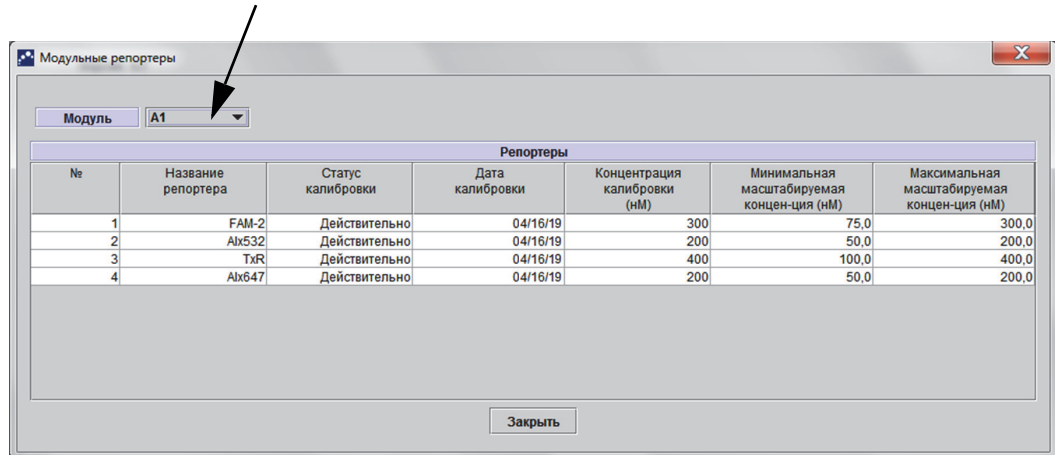 Модульные репортеры
Модуль A1
Репортеры
№ Название репортера Статус калибровки Дата калибровки Концентрация калибровки (нМ) Минимальная масштабируемая концен-ция (нМ) Максимальная масштабируемая концен-ция (нМ)
1 FAM-2 Действительно 04/16/19 300 75,0 300,0
2 Alx532 Действительно 04/16/19 200 50,0 200,0
3 TxR Действительно 04/16/19 400 100,0 400,0
4 Alx647 Действительно 04/16/19 200 50,0 200,0
Закрыть